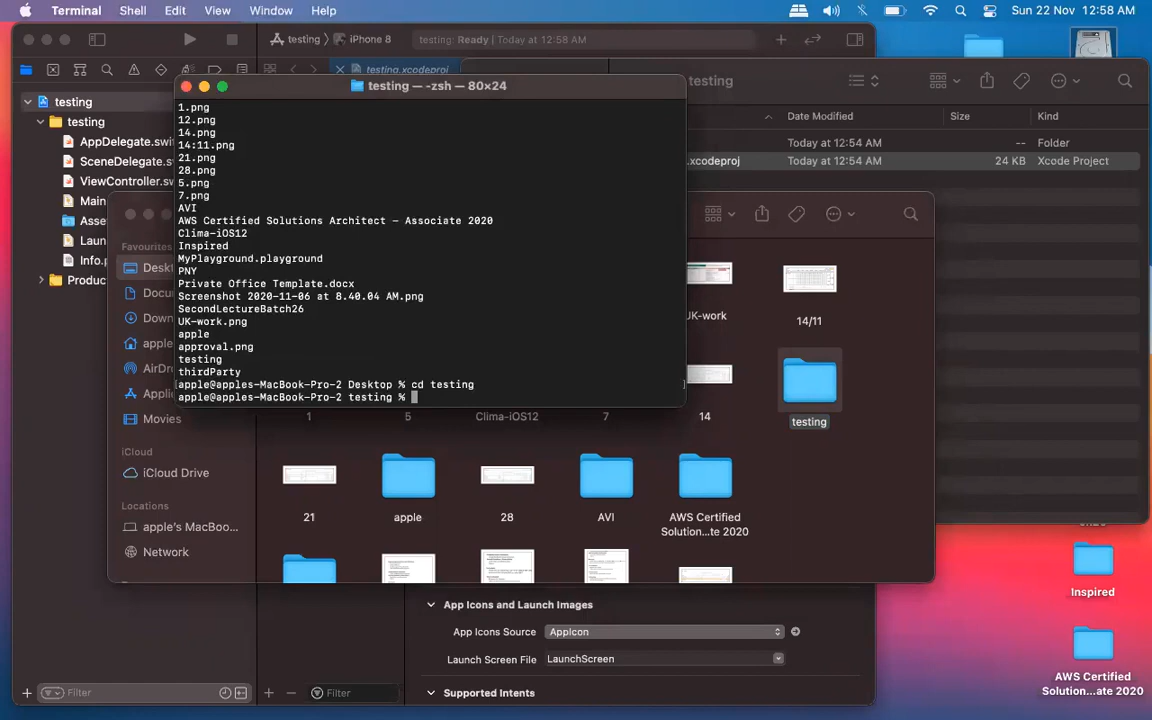 Terminal Shell Edit View Window Help Sun 22 Nov 12:58 AM
testing iPhone 8 testing: Ready | Today at 12:58 AM
testing.xcodeproj
testing
testing
AppDelegate.swi
SceneDelegate.s
ViewController.sw
Main
Asse
Laun
Info.p
Produc
testing — -zsh — 80×24
1.png
12.png
14.png
14:11.png
21.png
28.png
5.png
7.png
AVI
AWS Certified Solutions Architect – Associate 2020
Clima-iOS12
Inspired
MyPlayground.playground
PNY
Private Office Template.docx
Screenshot 2020-11-06 at 8.40.04 AM.png
SecondLectureBatch26
UK-work.png
apple
approval.png
testing
thirdParty
[apple@apples-MacBook-Pro-2 Desktop % cd testing ]
apple@apples-MacBook-Pro-2 testing %
testing
Date Modified Size Kind
Today at 12:54 AM -- Folder
.xcodeproj Today at 12:54 AM 24 KB Xcode Project
Favourites
Deskt
Docu
Down
apple
AirDr
Applic
Movies
iCloud
iCloud Drive
Locations
apple's MacBoo...
Network
UK-work 14/11
1 5 Clima-iOS12 7 14 testing
21 apple 28 AVI AWS Certified
Solution...te 2020
App Icons and Launch Images
App Icons Source AppIcon
Launch Screen File LaunchScreen
Supported Intents
Filter
Filter
Inspired
AWS Certified
Solution...ate 2020